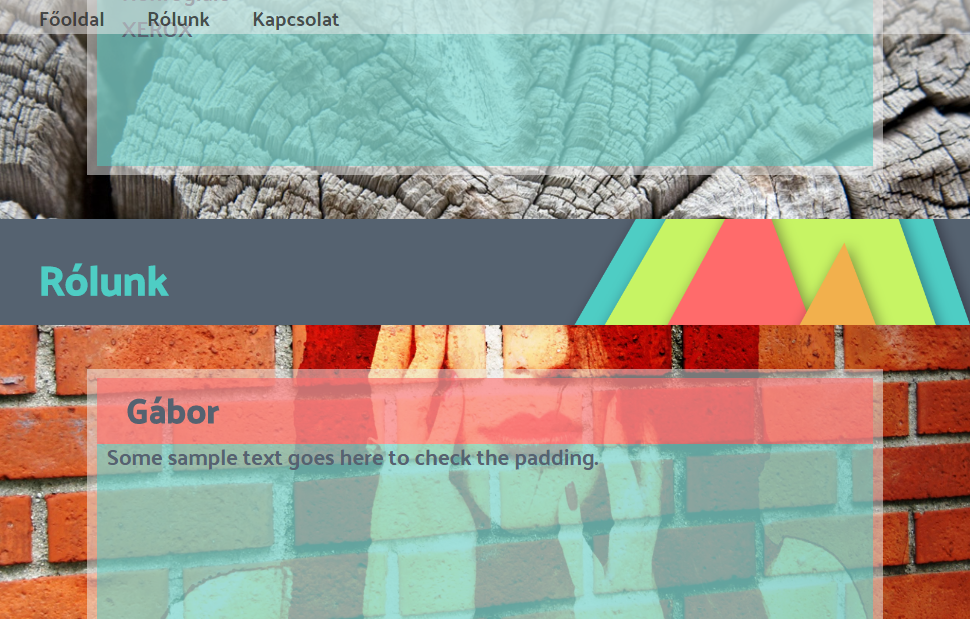 Főoldal Rólunk Kapcsolat
XEROX
Rólunk
Gábor
Some sample text goes here to check the padding.